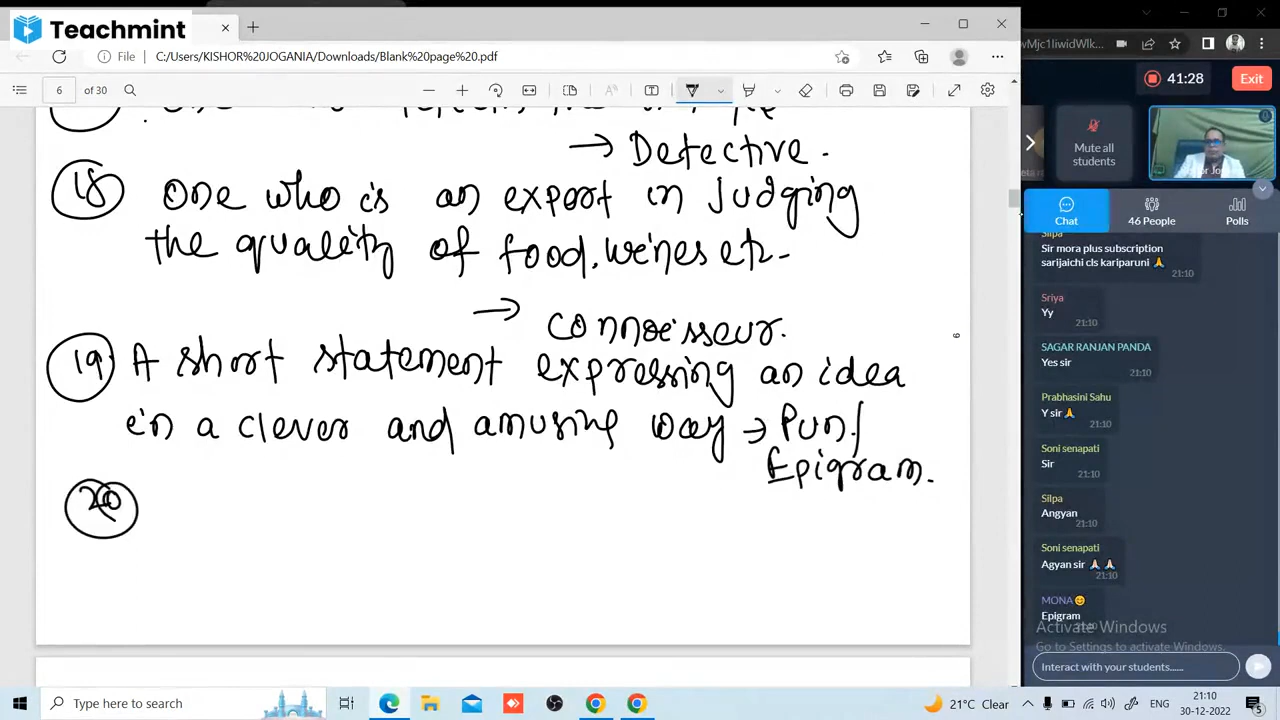 Teachmint
File C:/Users/KISHOR%20JOGANIA/Downloads/Blank%20page%20.pdf
wMjc1IiwidWlk...
6 of 30
41:28 Exit
Mute all students
→ Detective.
18 One who is an expert in Judging
the quality of food, wines etc.
→ Connoisseur.
19 A short statement expressing an idea
in a clever and amusing way → Pun/
Epigram.
20
6
Chat 46 People Polls
Silpa
Sir mora plus subscription
sarijaichi cls kariparuni 🙏
21:10
Sriya
Yy
21:10
SAGAR RANJAN PANDA
Yes sir
21:10
Prabhasini Sahu
Y sir 🙏
21:10
Soni senapati
Sir
21:10
Silpa
Angyan
21:10
Soni senapati
Agyan sir 🙏🙏
21:10
MONA😊
Epigram
21:10
Activate Windows
Go to Settings to activate Windows.
Interact with your students......
Type here to search
21°C Clear
ENG
21:10
30-12-2022
5